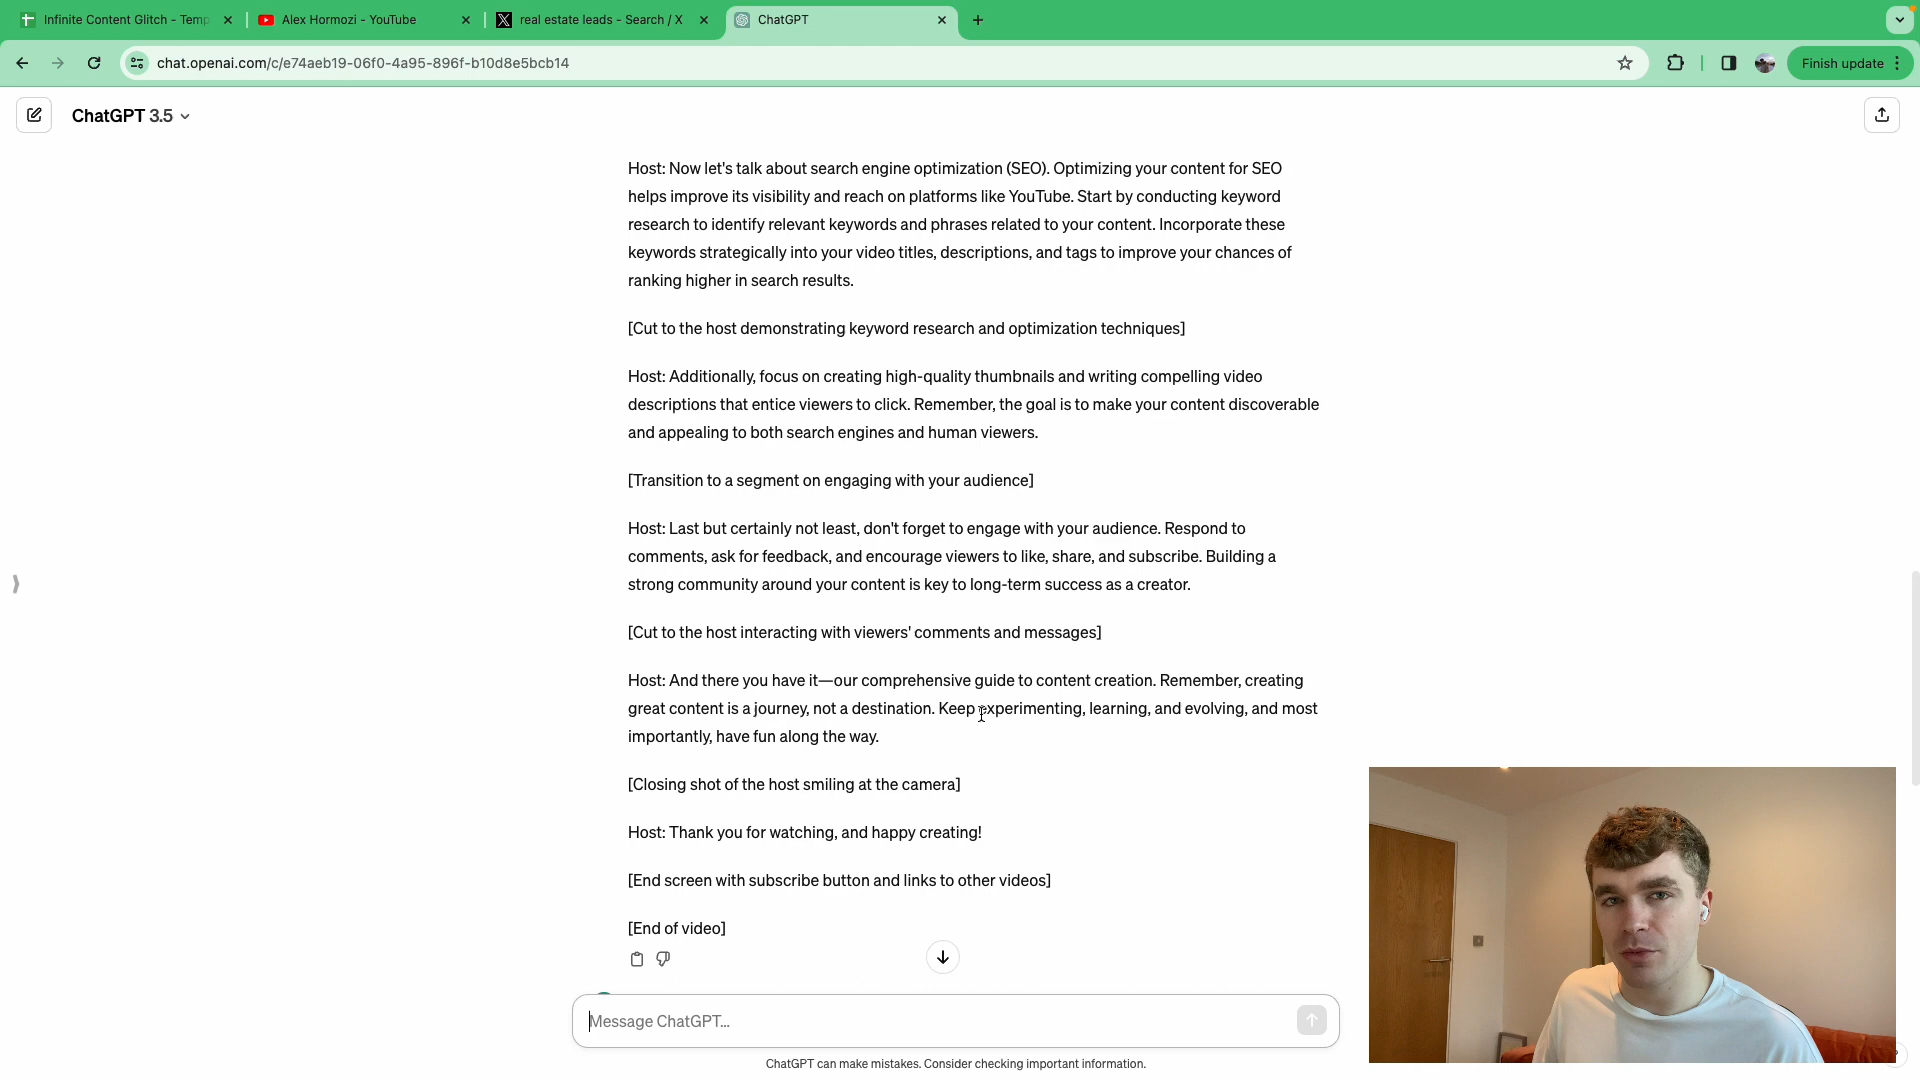 Infinite Content Glitch - Temp
Alex Hormozi - YouTube
real estate leads - Search / X
ChatGPT
chat.openai.com/c/e74aeb19-06f0-4a95-896f-b10d8e5bcb14
Finish update
ChatGPT 3.5
Host: Now let's talk about search engine optimization (SEO). Optimizing your content for SEO
helps improve its visibility and reach on platforms like YouTube. Start by conducting keyword
research to identify relevant keywords and phrases related to your content. Incorporate these
keywords strategically into your video titles, descriptions, and tags to improve your chances of
ranking higher in search results.
[Cut to the host demonstrating keyword research and optimization techniques]
Host: Additionally, focus on creating high-quality thumbnails and writing compelling video
descriptions that entice viewers to click. Remember, the goal is to make your content discoverable
and appealing to both search engines and human viewers.
[Transition to a segment on engaging with your audience]
Host: Last but certainly not least, don't forget to engage with your audience. Respond to
comments, ask for feedback, and encourage viewers to like, share, and subscribe. Building a
strong community around your content is key to long-term success as a creator.
[Cut to the host interacting with viewers' comments and messages]
Host: And there you have it—our comprehensive guide to content creation. Remember, creating
great content is a journey, not a destination. Keep experimenting, learning, and evolving, and most
importantly, have fun along the way.
[Closing shot of the host smiling at the camera]
Host: Thank you for watching, and happy creating!
[End screen with subscribe button and links to other videos]
[End of video]
Message ChatGPT...
ChatGPT can make mistakes. Consider checking important information.